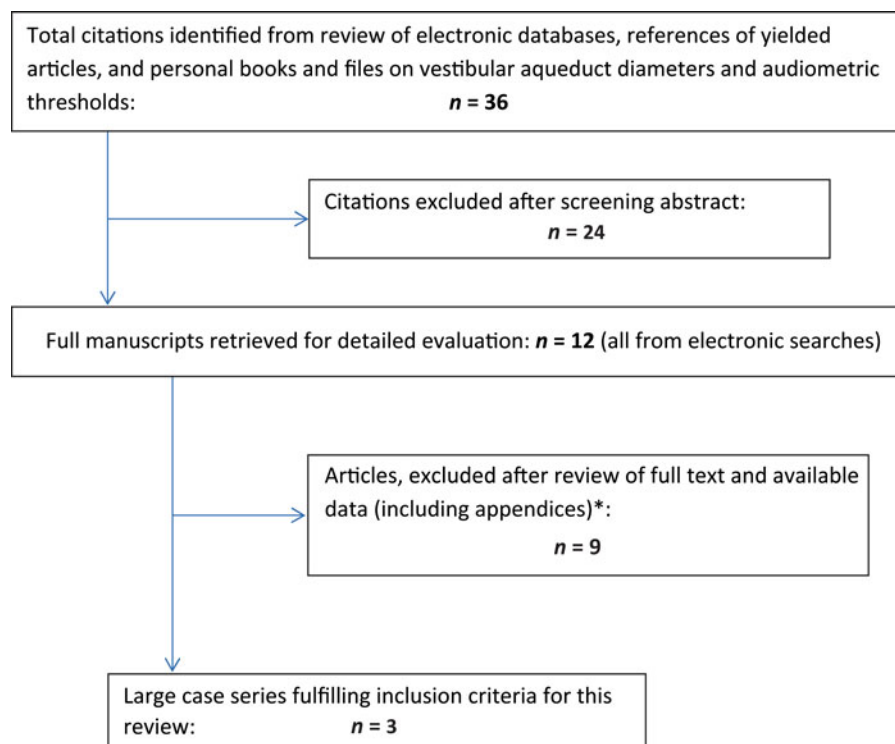 Total citations identified from review of electronic databases, references of yielded
articles, and personal books and files on vestibular aqueduct diameters and audiometric
thresholds: n = 36
Citations excluded after screening abstract:
n = 24
Full manuscripts retrieved for detailed evaluation: n = 12 (all from electronic searches)
Articles, excluded after review of full text and available
data (including appendices)*:
n = 9
Large case series fulfilling inclusion criteria for this
review: n = 3